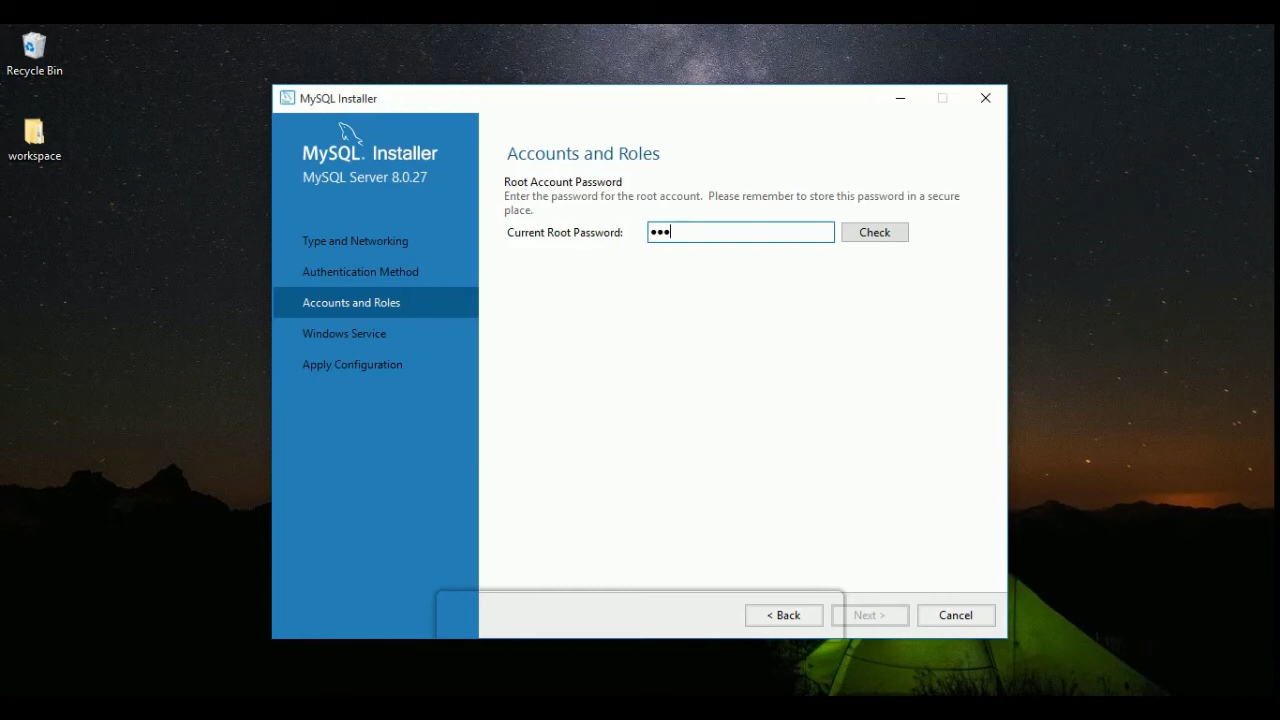 Recycle Bin
workspace
MySQL Installer
MySQL. Installer
MySQL Server 8.0.27
Type and Networking
Authentication Method
Accounts and Roles
Windows Service
Apply Configuration
Accounts and Roles
Root Account Password
Enter the password for the root account. Please remember to store this password in a secure
place.
Current Root Password: ●●● Check
< Back Next > Cancel